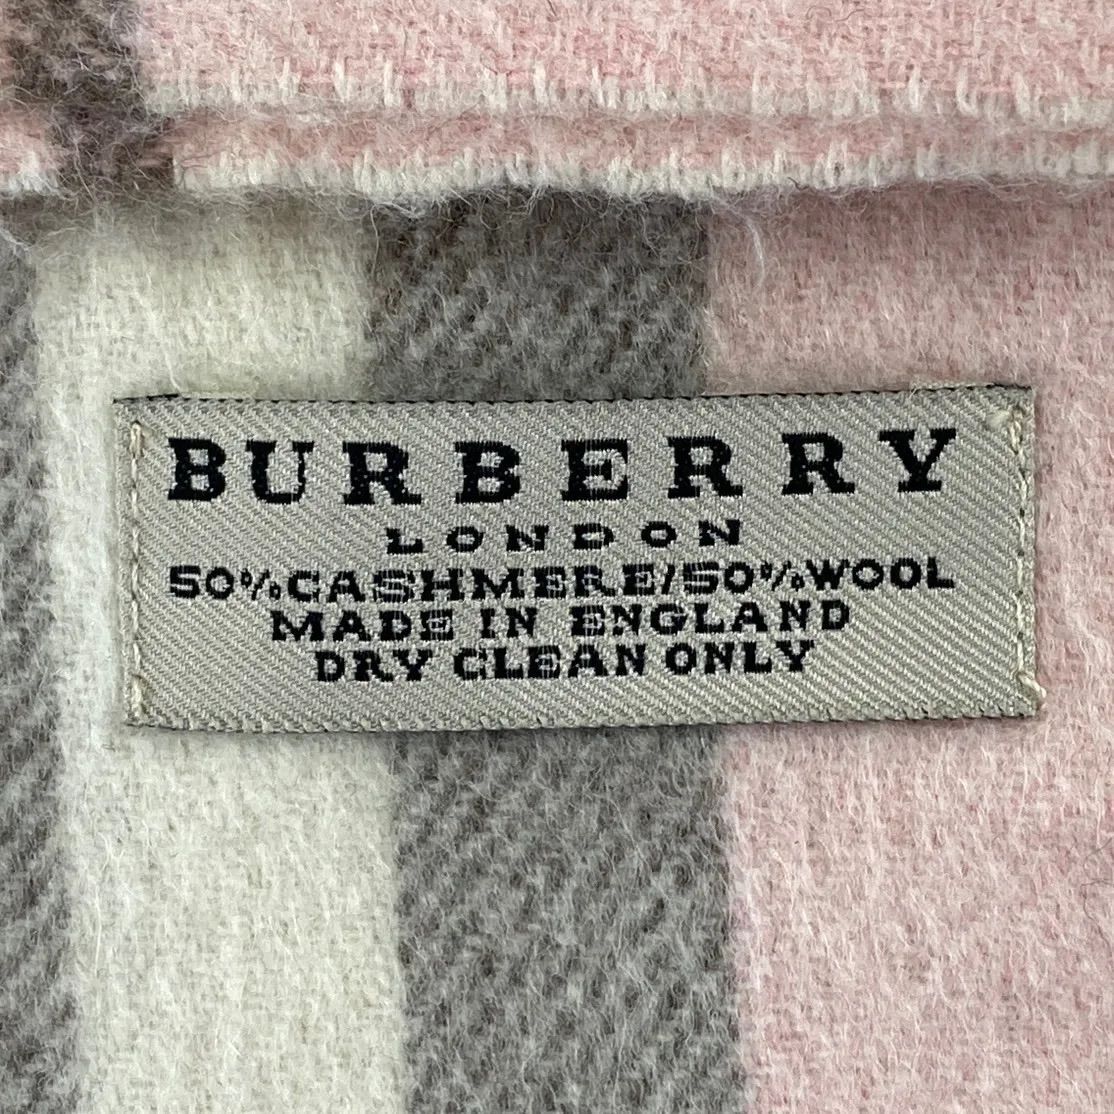 BURBERRY
LONDON
50%CASHMERE/50%WOOL
MADE IN ENGLAND
DRY CLEAN ONLY